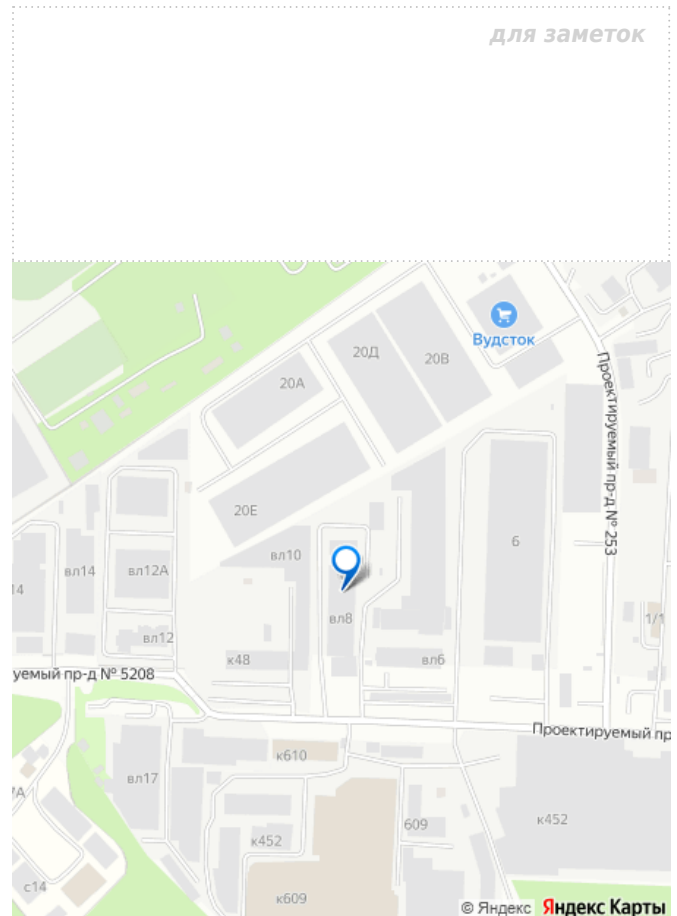 для заметок
Вудсток
20Д
20В
20А
Проектируемый пр-д № 253
20Е
6
вл10
вл14
вл12А
14
вл8
1/1
вл12
к48
вл6
уемый пр-д № 5208
Проектируемый пр
к610
вл17
7А
609
к452
к452
с14
к609
© Яндекс Яндекс Карты